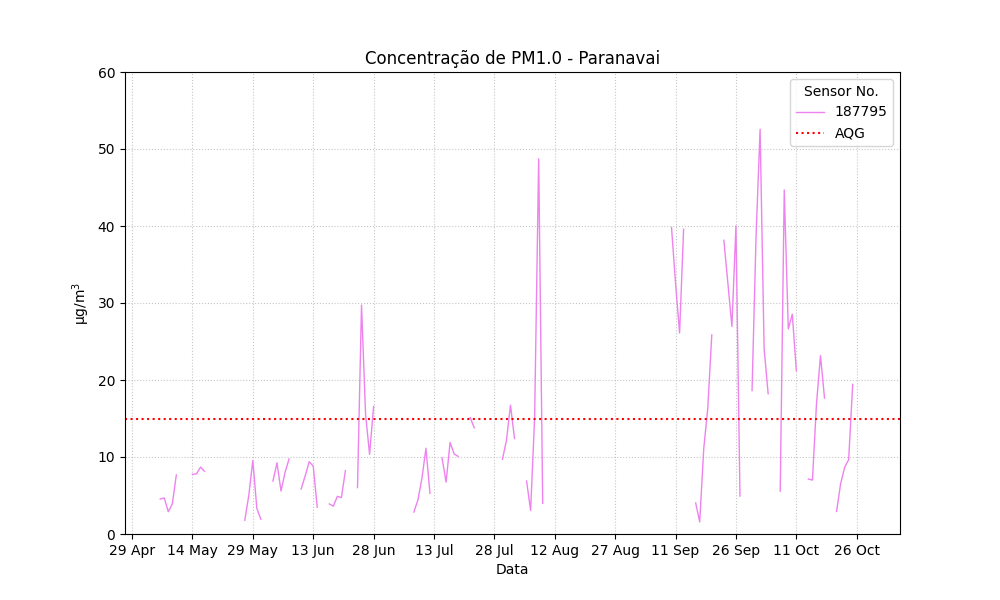 Concentração de PM1.0 - Paranavai
60
50
40
30
20
10
0
µg/m³
Sensor No.
187795
AQG
29 Apr 14 May 29 May 13 Jun 28 Jun 13 Jul 28 Jul 12 Aug 27 Aug 11 Sep 26 Sep 11 Oct 26 Oct
Data